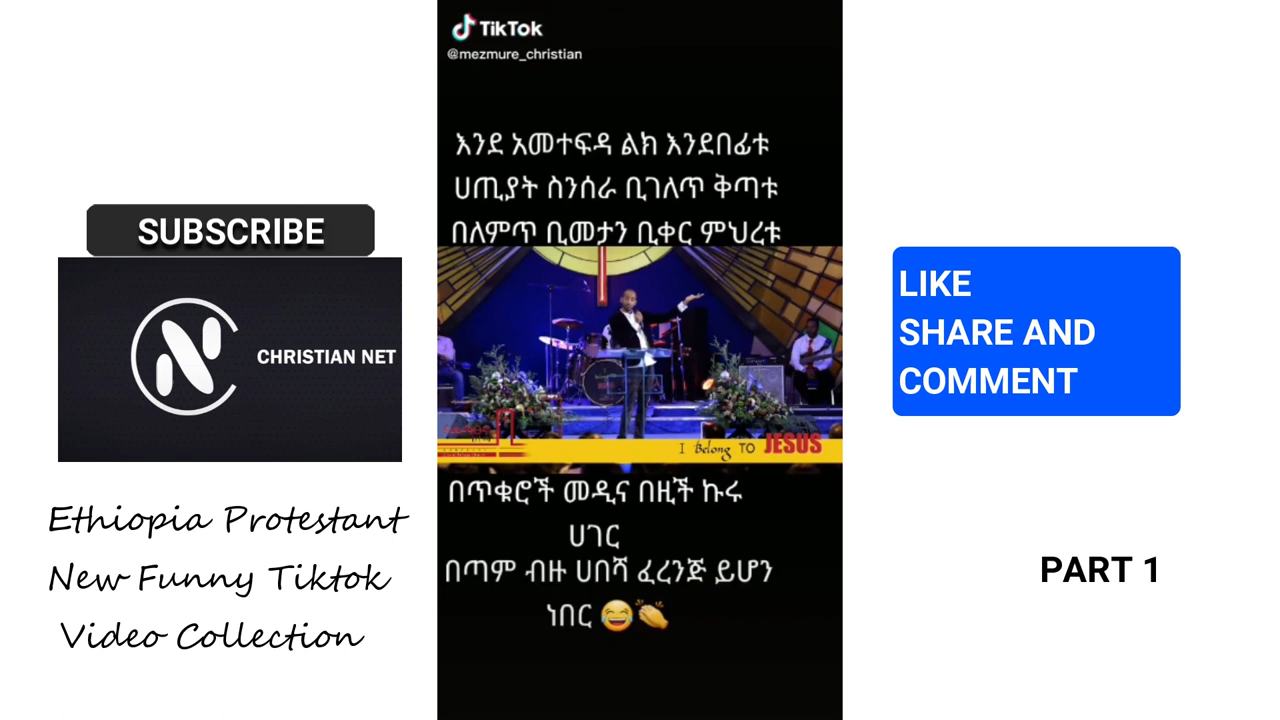 TikTok
@mezmure_christian
እንደ አመተፍዳ ልክ እንደበፊቱ
ሀጢያት ስንሰራ ቢገለጥ ቅጣቱ
በለምጥ ቢመታን ቢቀር ምህረቱ
I Belong TO JESUS
በጥቁሮች መዲና በዚች ኩሩ
ሀገር
በጣም ብዙ ሀበሻ ፈረንጅ ይሆን
ነበር 😂👏
SUBSCRIBE
CHRISTIAN NET
Ethiopia Protestant
New Funny Tiktok
Video Collection
LIKE
SHARE AND
COMMENT
PART 1